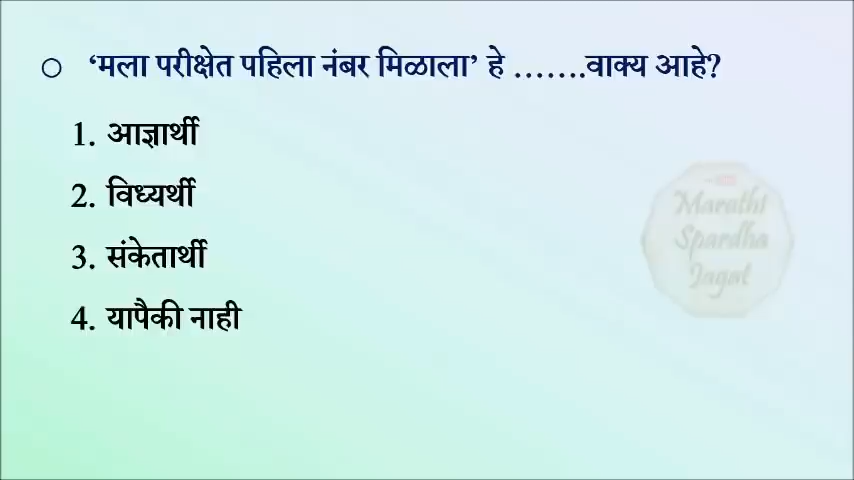 ○ ‘मला परीक्षेत पहिला नंबर मिळाला’ हे …….वाक्य आहे?
1. आज्ञार्थी
2. विध्यर्थी
3. संकेतार्थी
4. यापैकी नाही
Marathi
Spardha
Jagat